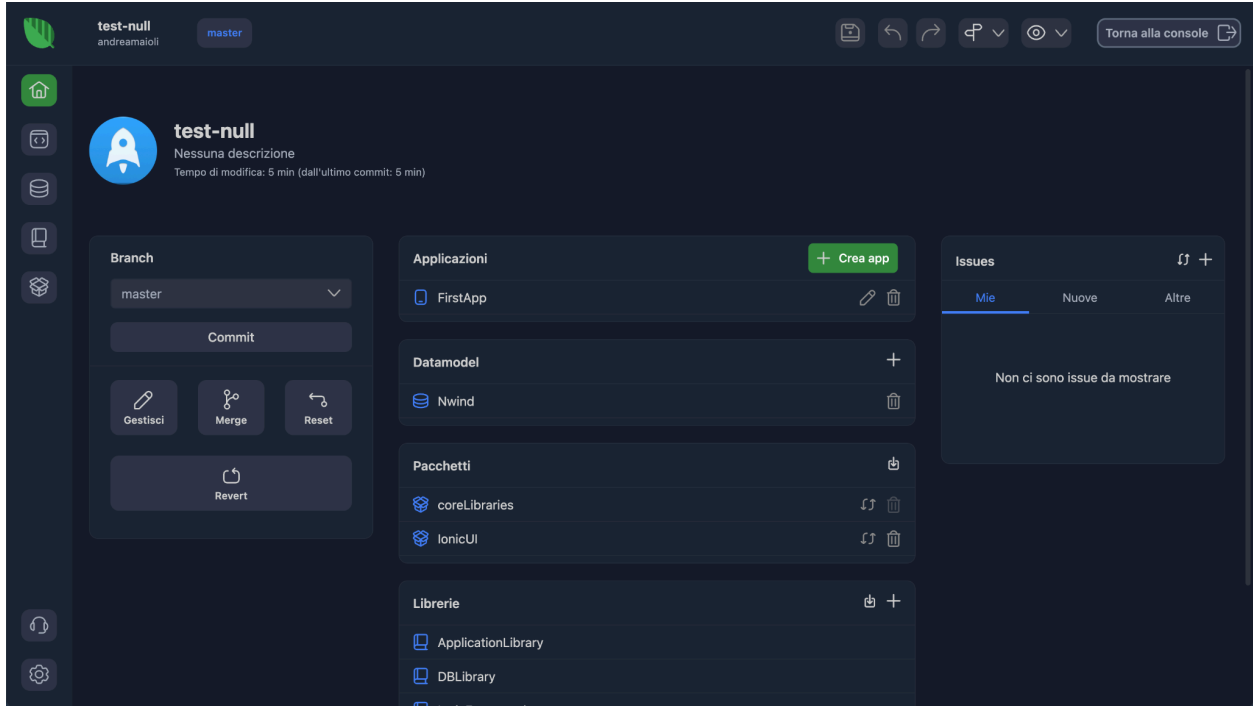 test-null
andreamaioli
master
Torna alla console
test-null
Nessuna descrizione
Tempo di modifica: 5 min (dall'ultimo commit: 5 min)
Branch
master
Commit
Gestisci
Merge
Reset
Revert
Applicazioni
Crea app
FirstApp
Datamodel
Nwind
Pacchetti
coreLibraries
IonicUI
Librerie
ApplicationLibrary
DBLibrary
Issues
Mie
Nuove
Altre
Non ci sono issue da mostrare